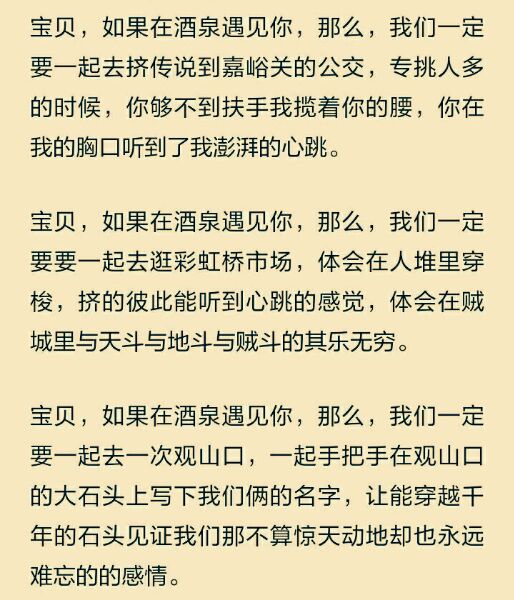 宝贝，如果在酒泉遇见你，那么，我们一定
要一起去挤传说到嘉峪关的公交，专挑人多
的时候，你够不到扶手我揽着你的腰，你在
我的胸口听到了我澎湃的心跳。
宝贝，如果在酒泉遇见你，那么，我们一定
要要一起去逛彩虹桥市场，体会在人堆里穿
梭，挤的彼此能听到心跳的感觉，体会在贼
城里与天斗与地斗与贼斗的其乐无穷。
宝贝，如果在酒泉遇见你，那么，我们一定
要一起去一次观山口，一起手把手在观山口
的大石头上写下我们俩的名字，让能穿越千
年的石头见证我们那不算惊天动地却也永远
难忘的的感情。